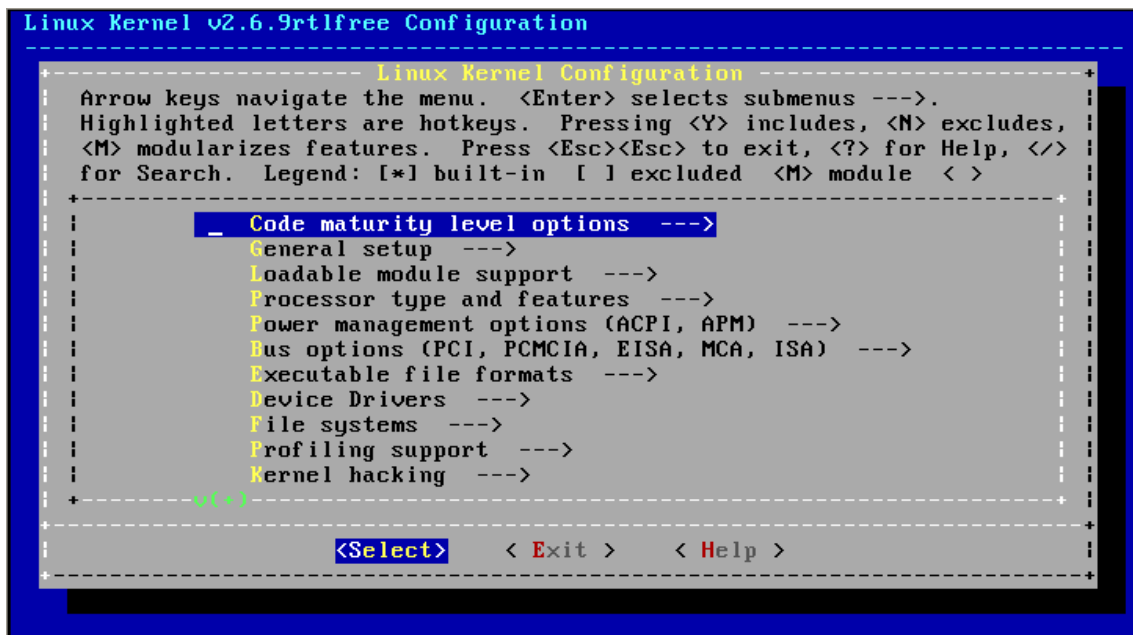 Linux Kernel v2.6.9rtlfree Configuration
Linux Kernel Configuration
Arrow keys navigate the menu.  <Enter> selects submenus --->.
Highlighted letters are hotkeys.  Pressing <Y> includes, <N> excludes,
<M> modularizes features.  Press <Esc><Esc> to exit, <?> for Help, </>
for Search.  Legend: [*] built-in  [ ] excluded  <M> module  < >
Code maturity level options  --->
General setup  --->
Loadable module support  --->
Processor type and features  --->
Power management options (ACPI, APM)  --->
Bus options (PCI, PCMCIA, EISA, MCA, ISA)  --->
Executable file formats  --->
Device Drivers  --->
File systems  --->
Profiling support  --->
Kernel hacking  --->
v(+)
<Select>    < Exit >    < Help >